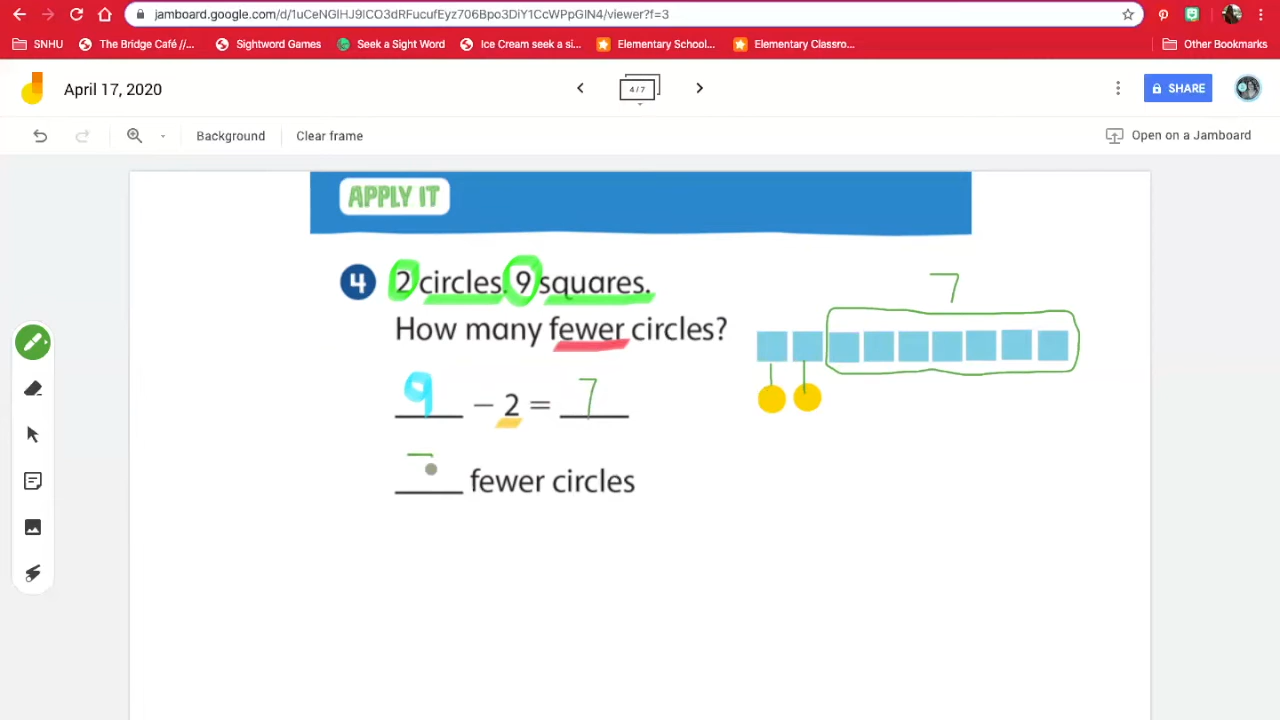 jamboard.google.com/d/1uCeNGlHJ9lCO3dRFucufEyz706Bpo3DiY1CcWPpGlN4/viewer?f=3
SNHU The Bridge Café //... Sightword Games Seek a Sight Word Ice Cream seek a si... Elementary School... Elementary Classro... Other Bookmarks
April 17, 2020 4/7 SHARE
Background Clear frame Open on a Jamboard
APPLY IT
4 2 circles. 9 squares.
How many fewer circles?
7
9 − 2 = 7
fewer circles